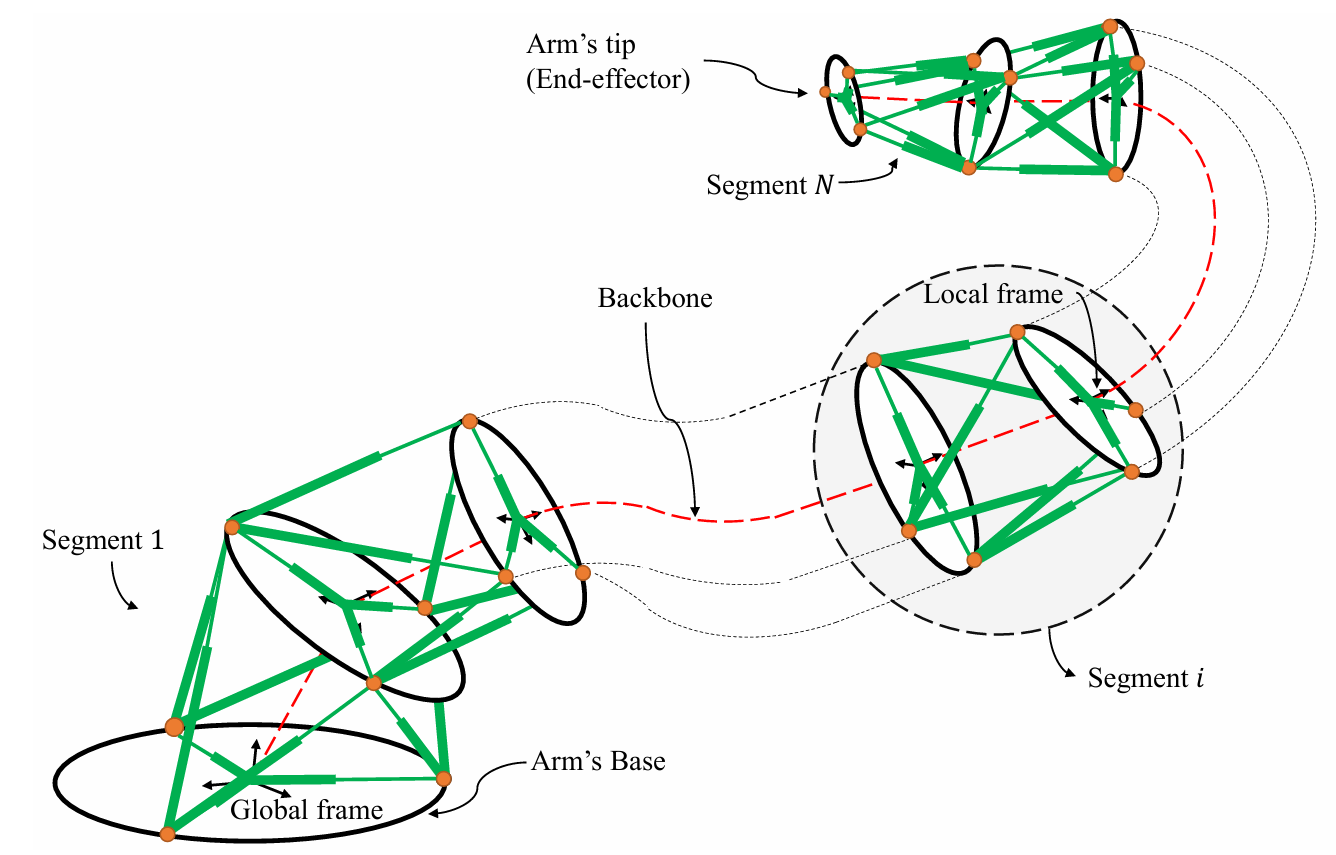 Arm's tip
(End-effector)
Segment N
Backbone
Local frame
Segment 1
Segment i
Arm's Base
Global frame